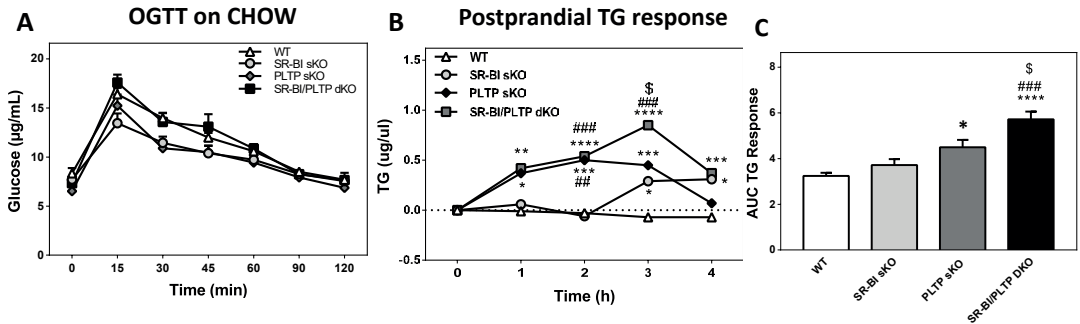 A
OGTT on CHOW
WT
SR-BI sKO
PLTP sKO
SR-BI/PLTP dKO
Glucose (µg/mL)
20
15
10
5
0
0 15 30 45 60 90 120
Time (min)
B
Postprandial TG response
WT
SR-BI sKO
PLTP sKO
SR-BI/PLTP dKO
TG (ug/ul)
1.5
1.0
0.5
0.0
-0.5
**
*
###
****
***
##
$
###
****
***
*
***
*
0 1 2 3 4
Time (h)
C
AUC TG Response
8
6
4
2
0
*
$
###
****
WT
SR-BI sKO
PLTP sKO
SR-BI/PLTP DKO